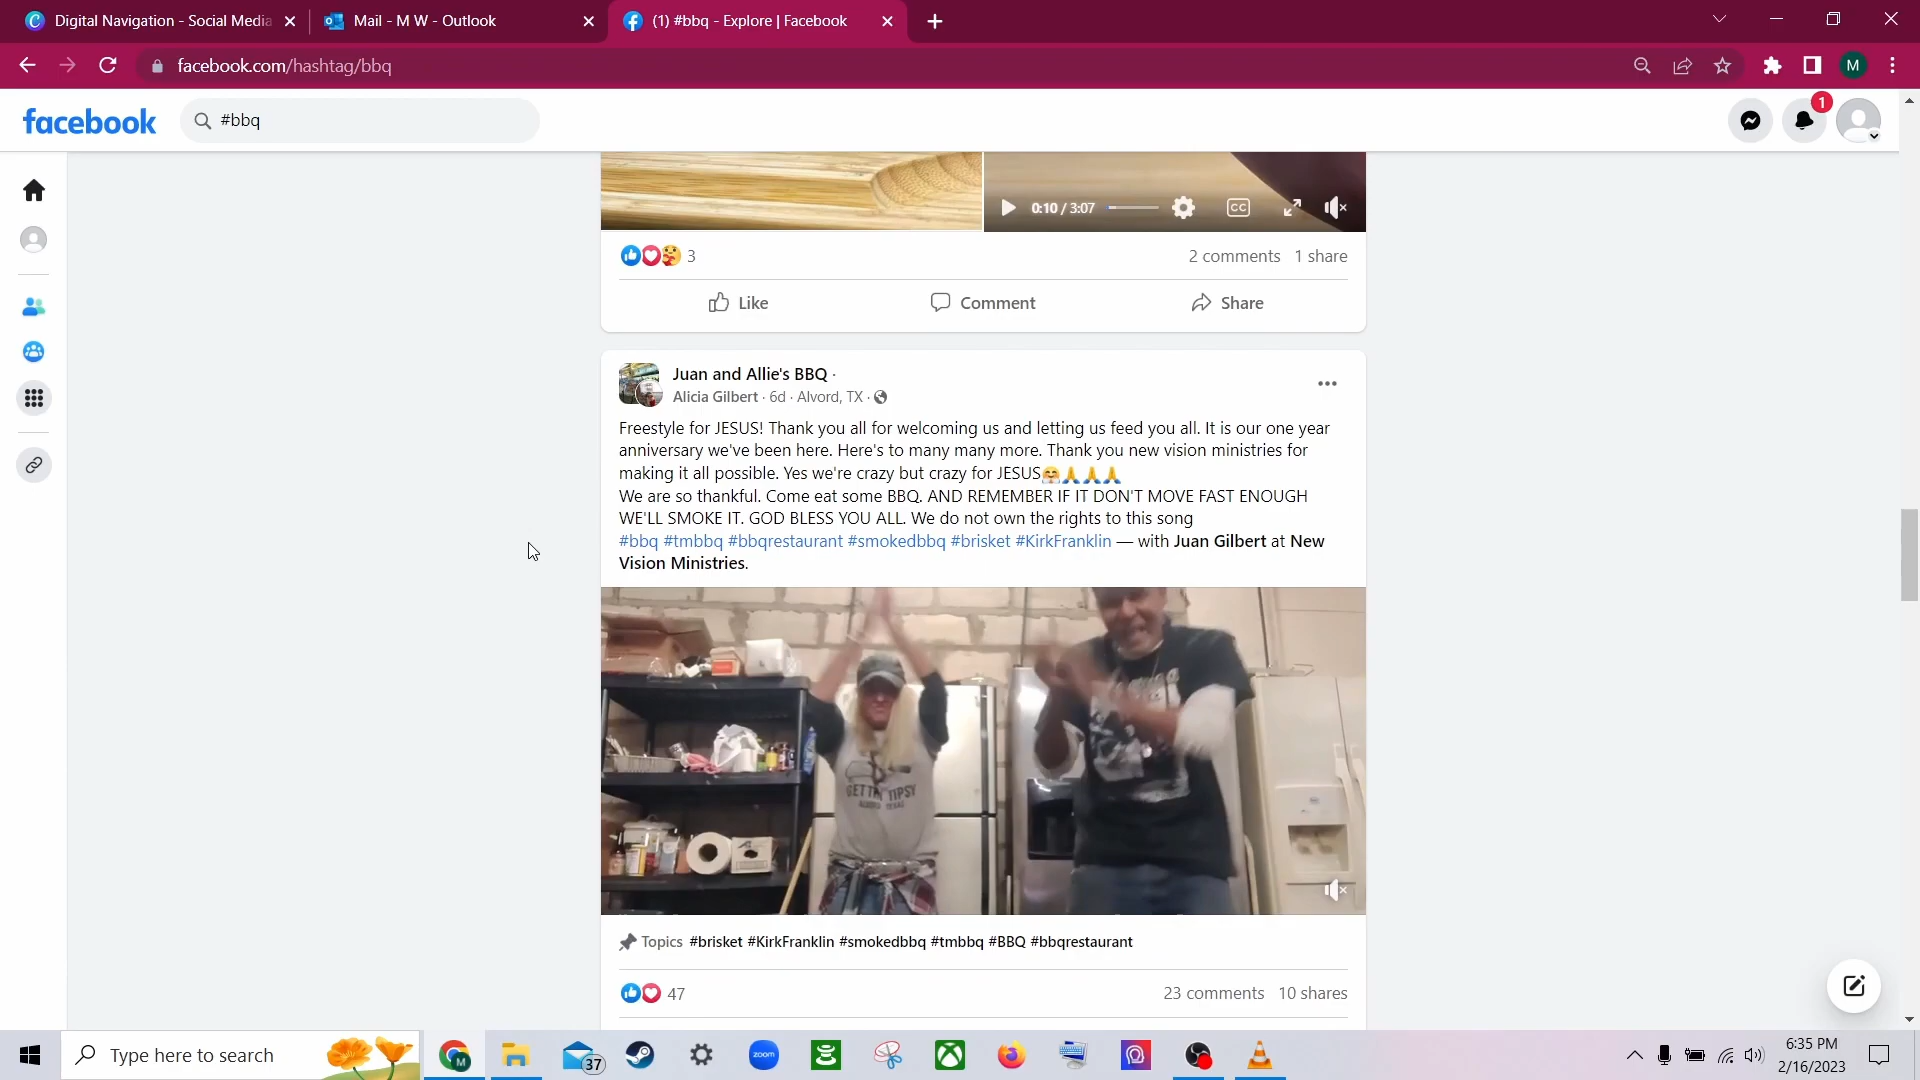 Digital Navigation - Social Media
Mail - M W - Outlook
(1) #bbq - Explore | Facebook
facebook.com/hashtag/bbq
M
facebook
#bbq
1
0:10 / 3:07
CC
3
2 comments 1 share
Like
Comment
Share
Juan and Allie's BBQ ·
Alicia Gilbert · 6d · Alvord, TX ·
Freestyle for JESUS! Thank you all for welcoming us and letting us feed you all. It is our one year
anniversary we've been here. Here's to many many more. Thank you new vision ministries for
making it all possible. Yes we're crazy but crazy for JESUS🤗🙏🙏🙏
We are so thankful. Come eat some BBQ. AND REMEMBER IF IT DON'T MOVE FAST ENOUGH
WE'LL SMOKE IT. GOD BLESS YOU ALL. We do not own the rights to this song
#bbq #tmbbq #bbqrestaurant #smokedbbq #brisket #KirkFranklin — with Juan Gilbert at New
Vision Ministries.
GETTIN TIPSY
TEXAS
Topics #brisket #KirkFranklin #smokedbbq #tmbbq #BBQ #bbqrestaurant
47
23 comments 10 shares
Type here to search
M
37
zoom
6:35 PM
2/16/2023